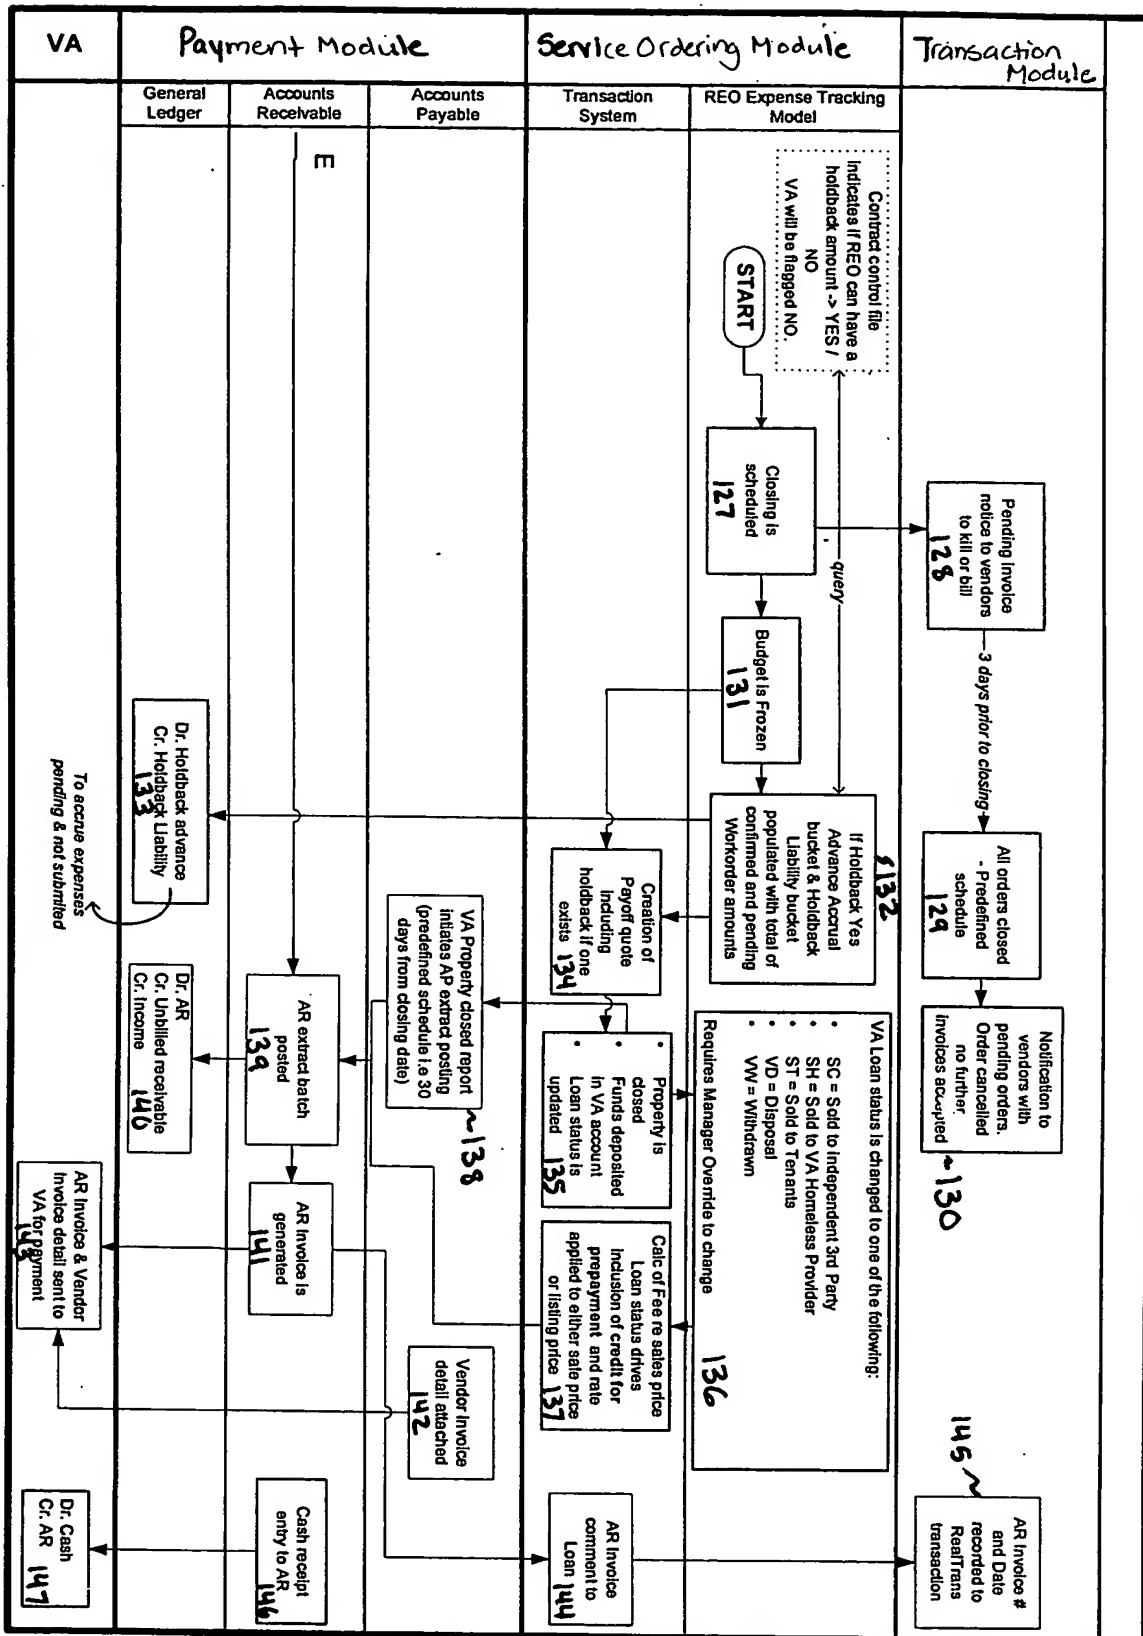 VA
Payment Module
Service Ordering Module
Transaction
Module
General
Ledger
Accounts
Receivable
Accounts
Payable
Transaction
System
REO Expense Tracking
Model
E
Contract control file
indicates if REO can have a
holdback amount -> YES /
NO
VA will be flagged NO.
START
Closing is
scheduled
127
query
Pending invoice
notice to vendors
to kill or bill
128
3 days prior to closing
All orders closed
- Predefined
schedule
129
Notification to
vendors with
pending orders.
Order cancelled
no further
invoices accepted
130
Budget is Frozen
131
132
If Holdback Yes
Advance Accrual
bucket & Holdback
Liability bucket
populated with total of
confirmed and pending
Workorder amounts
Dr. Holdback advance
Cr. Holdback Liability
133
To accrue expenses
pending & not submited
Creation of
Payoff quote
including
holdback if one
exists 134
• Property is
closed
• Funds deposited
in VA account
• Loan status is
updated 135
VA Loan status is changed to one of the following:
• SC = Sold to Independent 3rd Party
• SH = Sold to VA Homeless Provider
• ST = Sold to Tenants
• VD = Disposal
• VW = Withdrawn
Requires Manager Override to change
136
Calc of Fee re sales price
Loan status drives
inclusion of credit for
prepayment and rate
applied to either sale price
or listing price 137
VA Property closed report
intiates AP extract posting
(predefined schedule i.e 30
days from closing date)
138
AR extract batch
posted
139
Dr. AR
Cr. Unbilled receivable
Cr. Income
140
AR Invoice is
generated
141
Vendor Invoice
detail attached
142
AR Invoice & Vendor
Invoice detail sent to
VA for payment
143
AR Invoice
comment to
Loan 144
145
AR Invoice #
and Date
recorded to
RealTrans
transaction
Cash receipt
entry to AR
146
Dr. Cash
Cr. AR
147